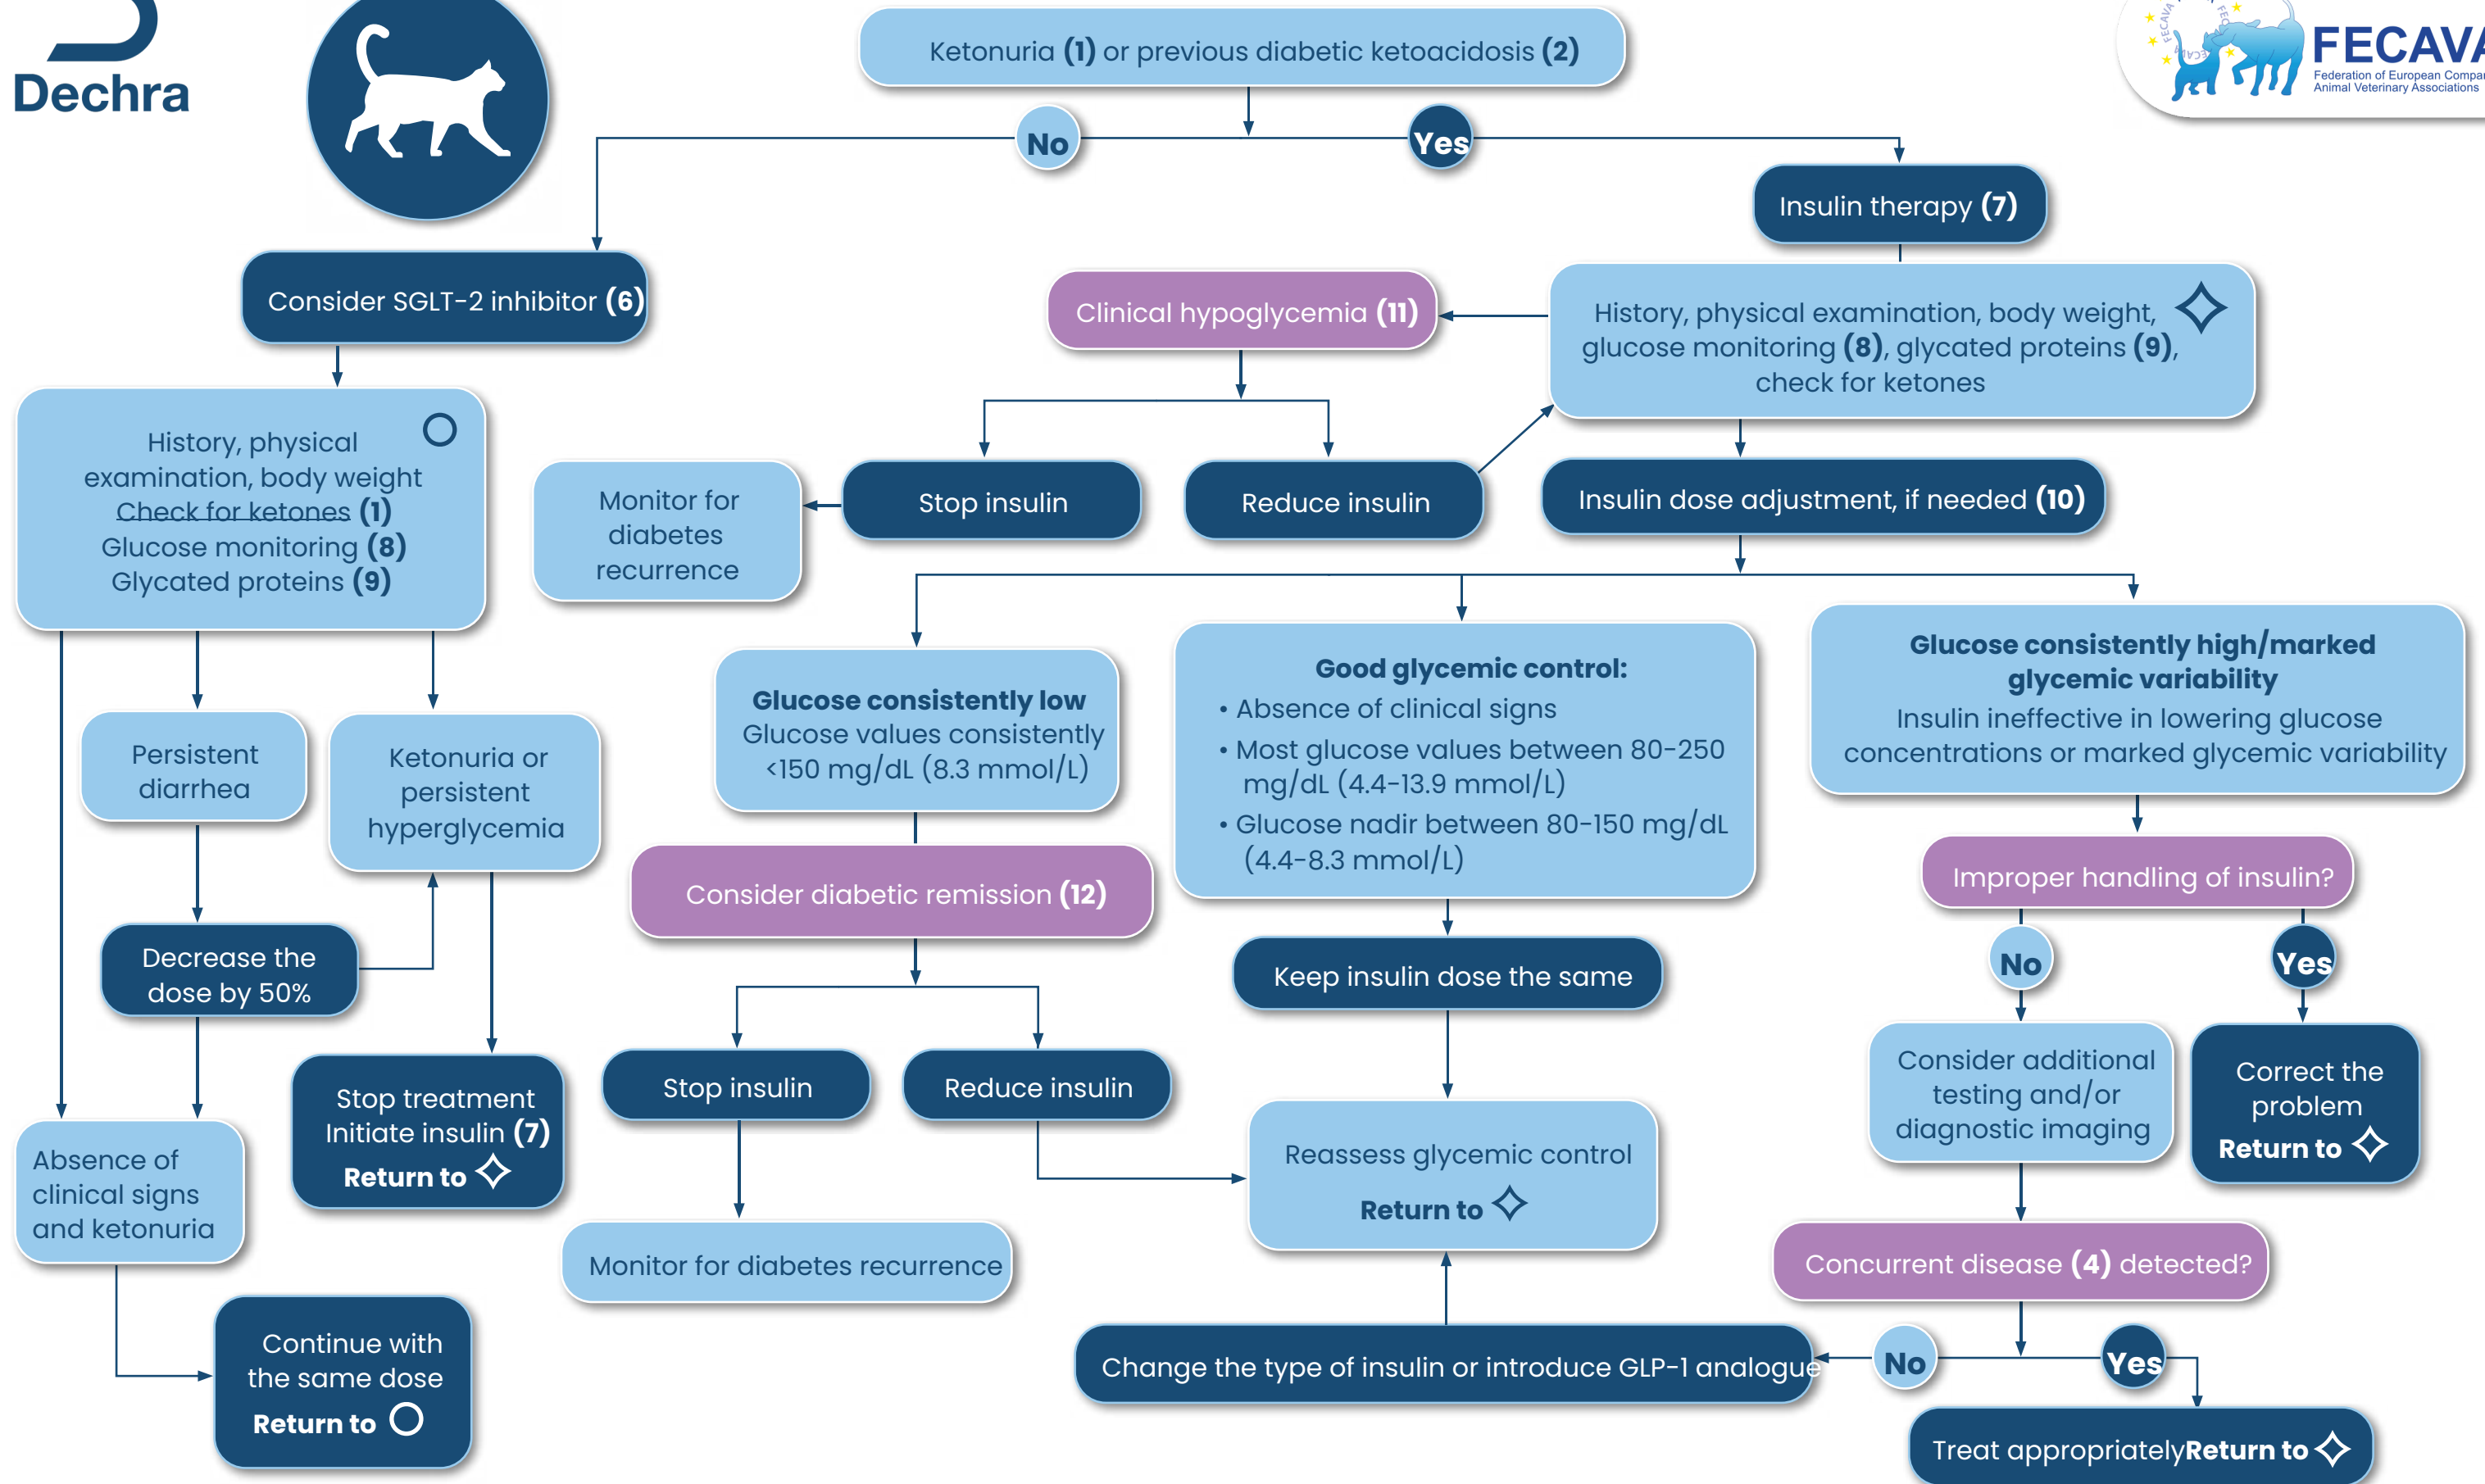 Dechra
FECAVA
Federation of European Compa
Animal Veterinary Associations
Ketonuria (1) or previous diabetic ketoacidosis (2)
No
Yes
Insulin therapy (7)
Consider SGLT-2 inhibitor (6)
Clinical hypoglycemia (11)
History, physical examination, body weight,
glucose monitoring (8), glycated proteins (9),
check for ketones
History, physical
examination, body weight
Check for ketones (1)
Glucose monitoring (8)
Glycated proteins (9)
Monitor for
diabetes
recurrence
Stop insulin
Reduce insulin
Insulin dose adjustment, if needed (10)
Glucose consistently low
Glucose values consistently
<150 mg/dL (8.3 mmol/L)
Good glycemic control:
• Absence of clinical signs
• Most glucose values between 80-250
mg/dL (4.4-13.9 mmol/L)
• Glucose nadir between 80-150 mg/dL
(4.4-8.3 mmol/L)
Glucose consistently high/marked
glycemic variability
Insulin ineffective in lowering glucose
concentrations or marked glycemic variability
Persistent
diarrhea
Ketonuria or
persistent
hyperglycemia
Consider diabetic remission (12)
Improper handling of insulin?
Decrease the
dose by 50%
Keep insulin dose the same
No
Yes
Stop treatment
Initiate insulin (7)
Return to
Stop insulin
Reduce insulin
Consider additional
testing and/or
diagnostic imaging
Correct the
problem
Return to
Absence of
clinical signs
and ketonuria
Reassess glycemic control
Return to
Monitor for diabetes recurrence
Concurrent disease (4) detected?
Continue with
the same dose
Return to
Change the type of insulin or introduce GLP-1 analogue
No
Yes
Treat appropriatelyReturn to